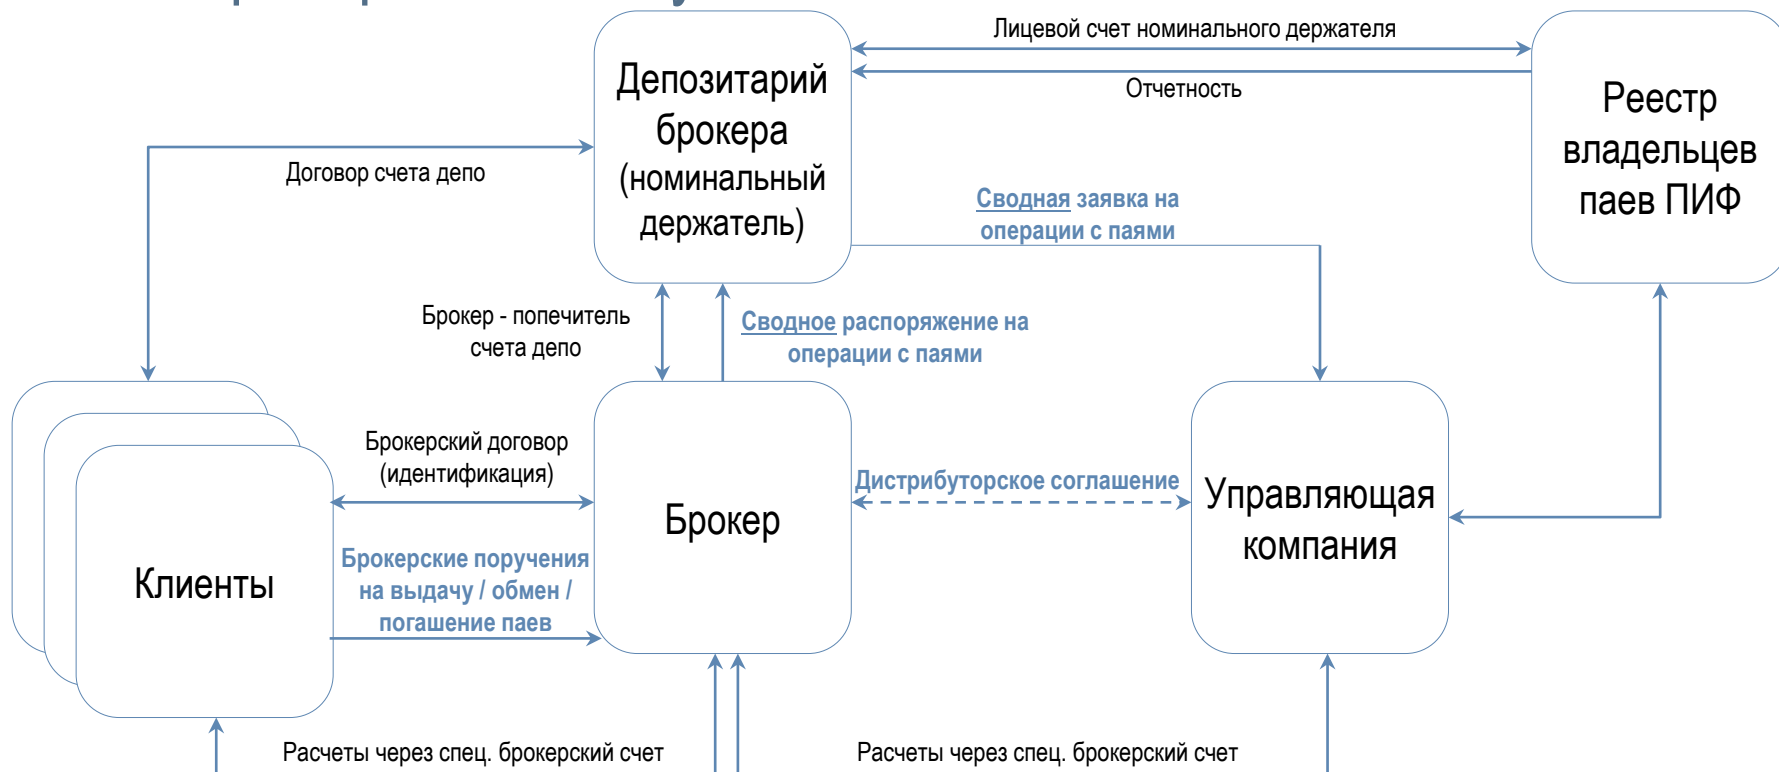 Лицевой счет номинального держателя
Отчетность
Депозитарий
брокера
(номинальный
держатель)
Реестр
владельцев
паев ПИФ
Договор счета депо
Сводная заявка на
операции с паями
Брокер - попечитель
счета депо
Сводное распоряжение на
операции с паями
Брокерский договор
(идентификация)
Дистрибуторское соглашение
Клиенты
Брокерские поручения
на выдачу / обмен /
погашение паев
Брокер
Управляющая
компания
Расчеты через спец. брокерский счет
Расчеты через спец. брокерский счет